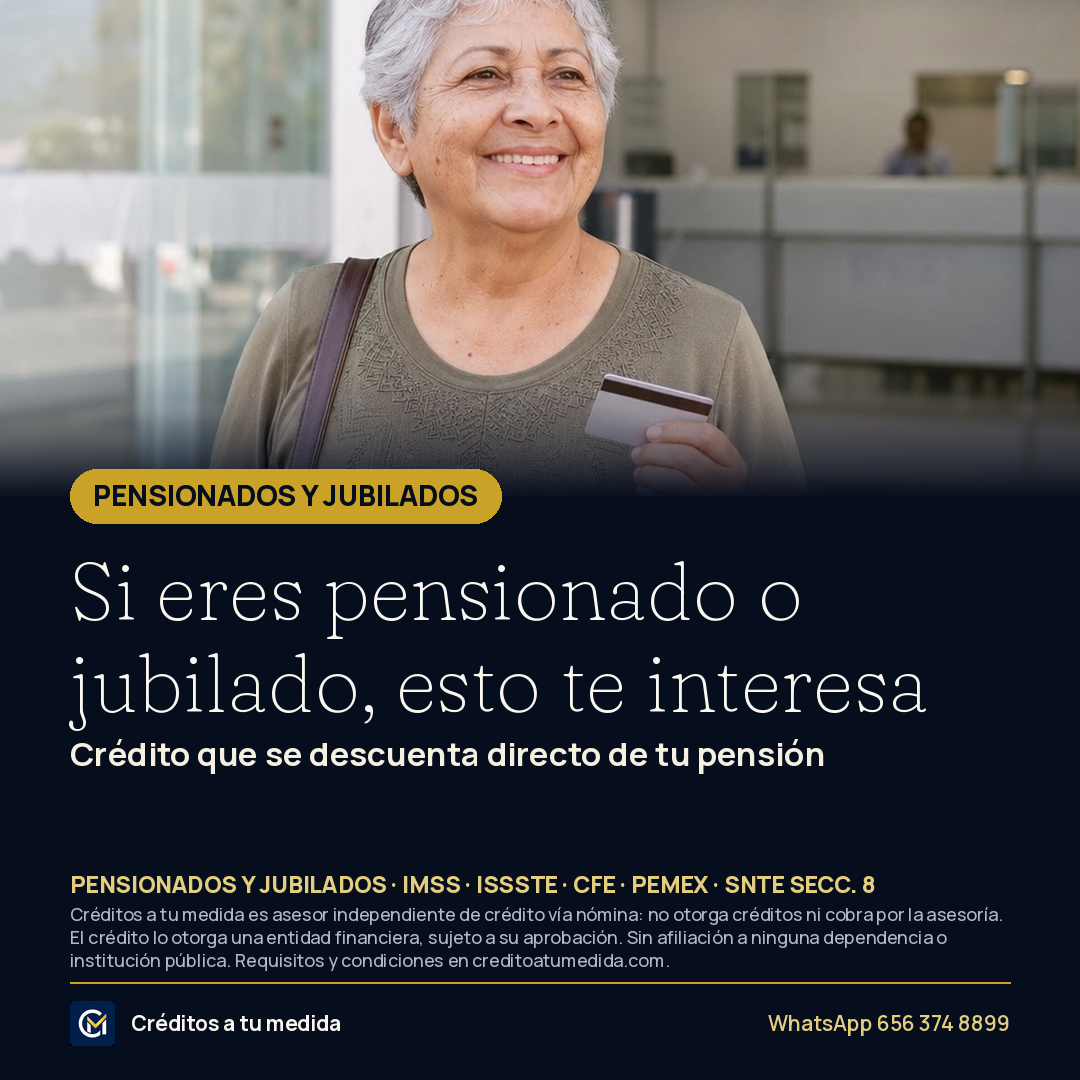 PENSIONADOS Y JUBILADOS
Si eres pensionado o
jubilado, esto te interesa
Crédito que se descuenta directo de tu pensión
PENSIONADOS Y JUBILADOS · IMSS · ISSSTE · CFE · PEMEX · SNTE SECC. 8
Créditos a tu medida es asesor independiente de crédito vía nómina: no otorga créditos ni cobra por la asesoría.
El crédito lo otorga una entidad financiera, sujeto a su aprobación. Sin afiliación a ninguna dependencia o
institución pública. Requisitos y condiciones en creditoatumedida.com.
Créditos a tu medida
WhatsApp 656 374 8899